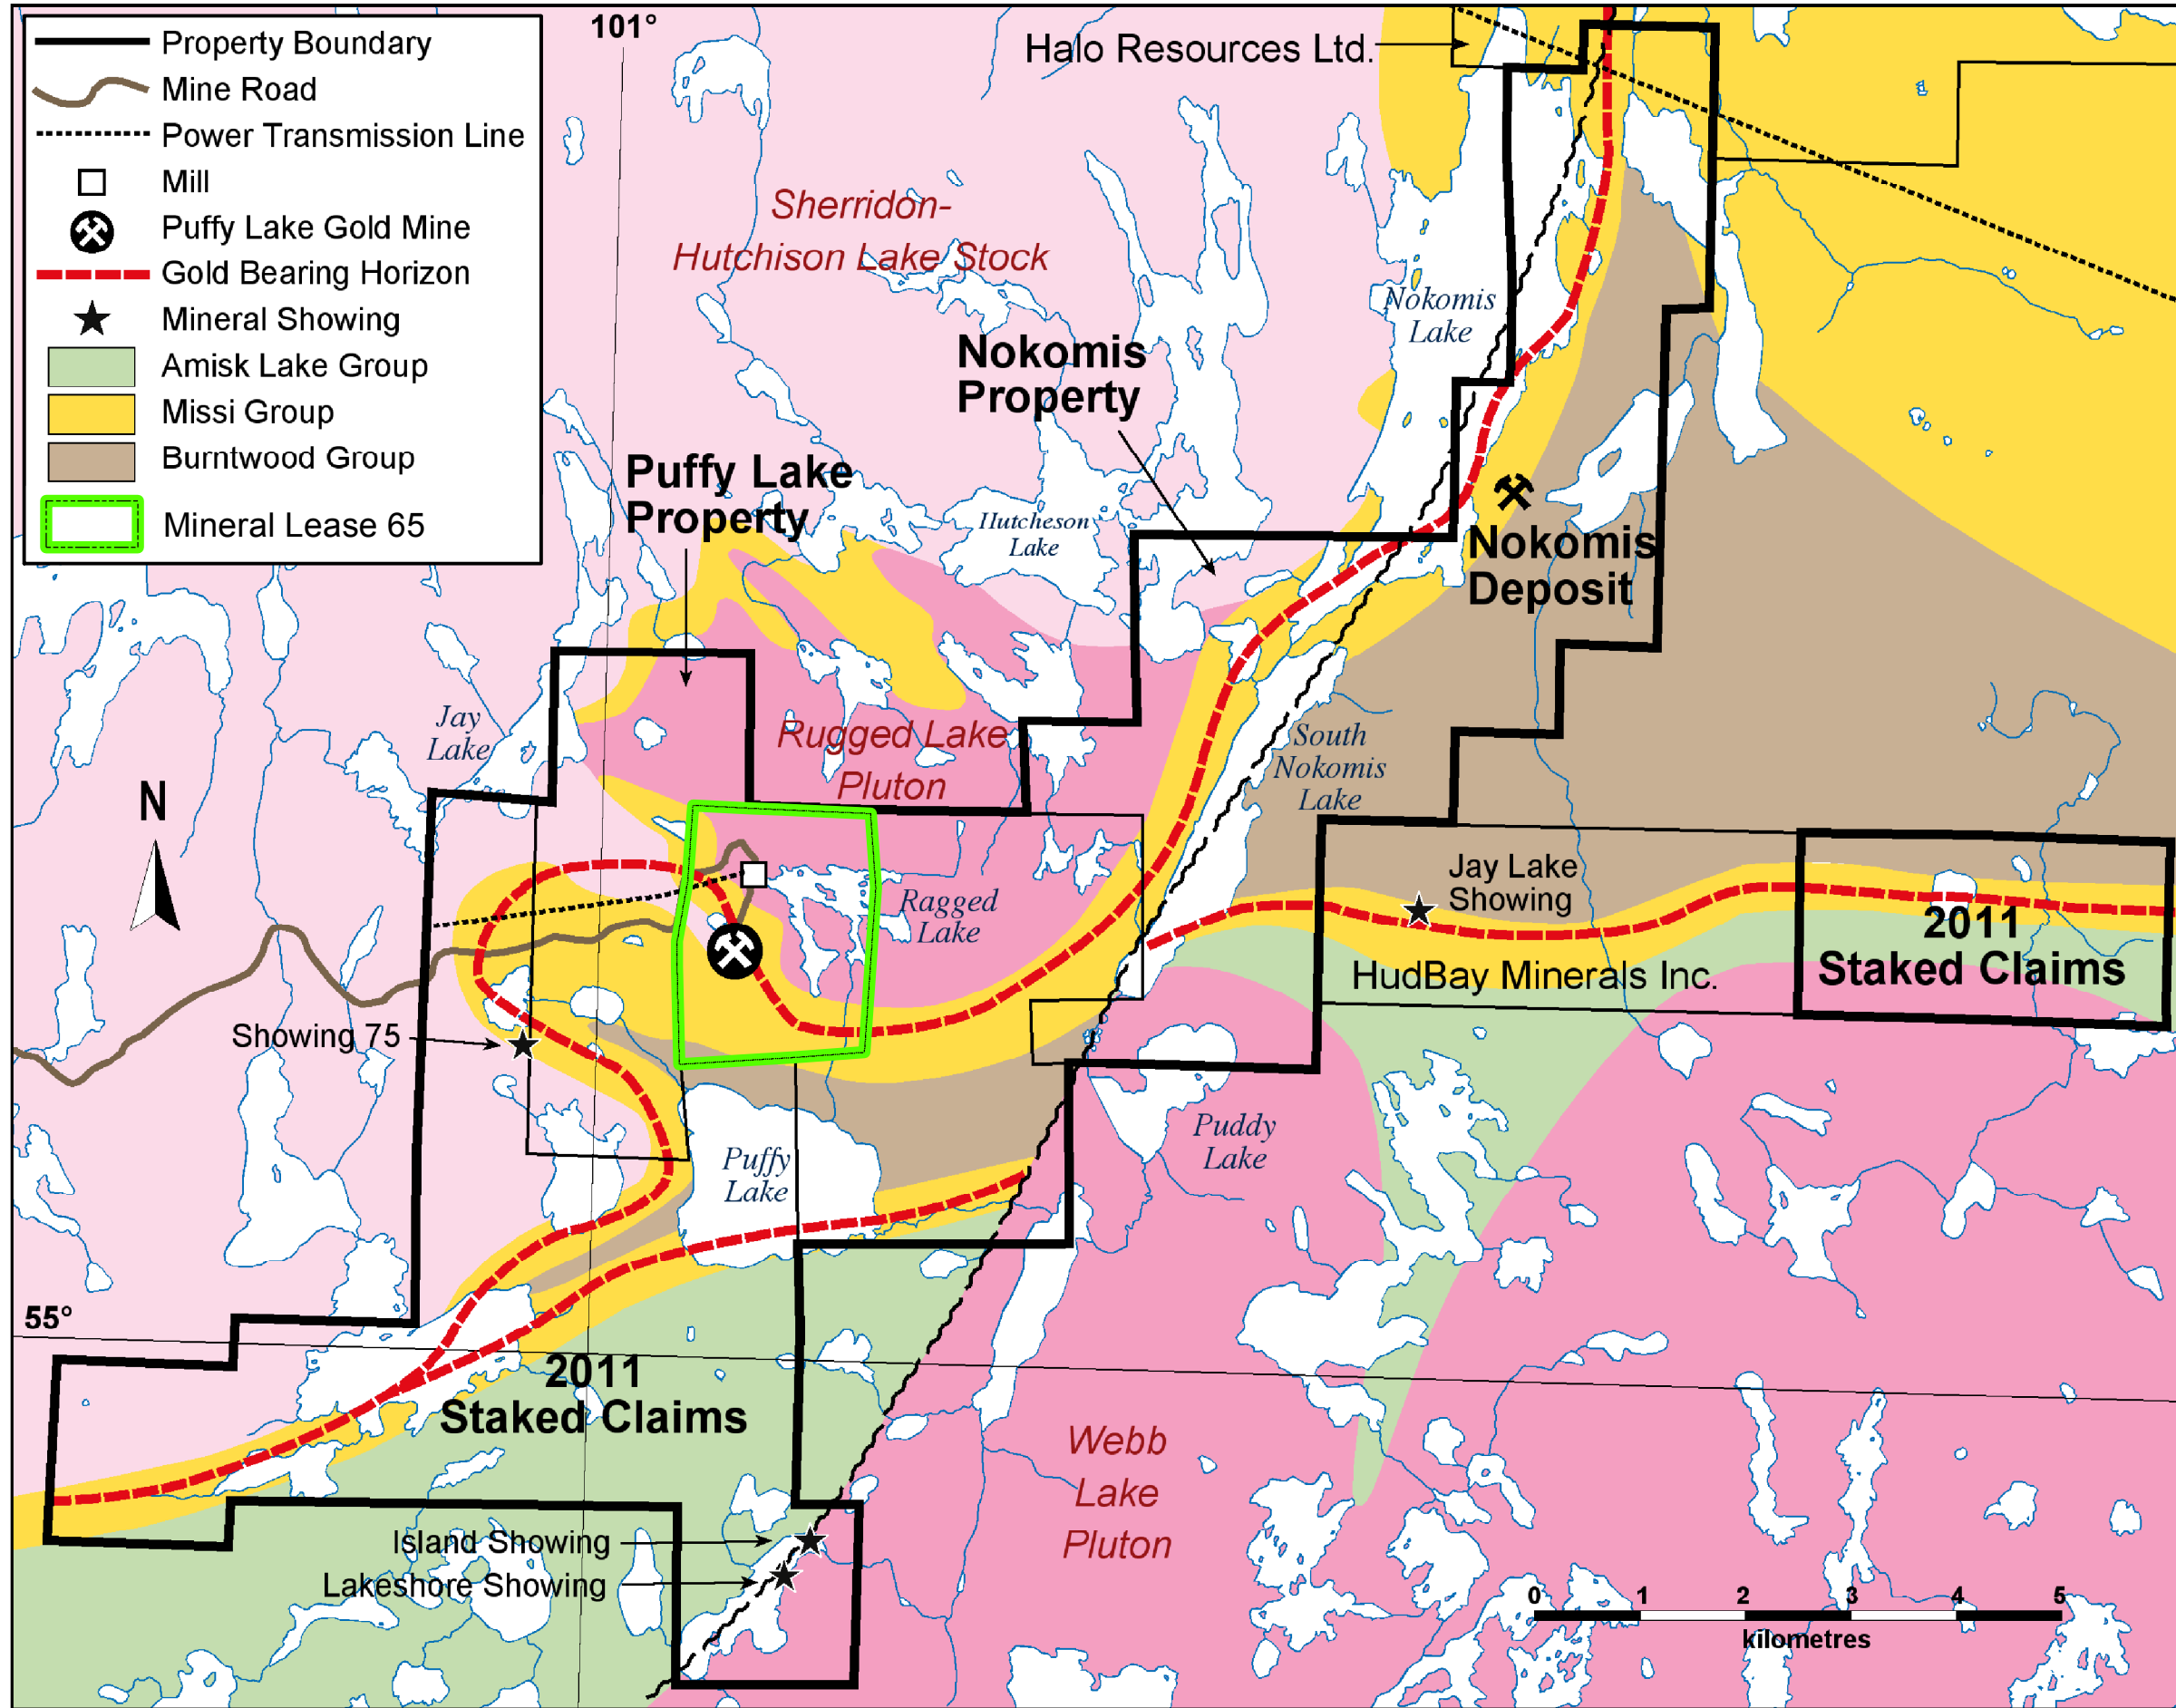 Property Boundary
Mine Road
Power Transmission Line
Mill
Puffy Lake Gold Mine
Gold Bearing Horizon
Mineral Showing
Amisk Lake Group
Missi Group
Burntwood Group
Mineral Lease 65
101°
Halo Resources Ltd.
Sherridon-
Hutchison Lake Stock
Nokomis
Lake
Nokomis
Property
Puffy Lake
Property
Hutcheson
Lake
Nokomis
Deposit
Jay
Lake
Rugged Lake
Pluton
South
Nokomis
Lake
N
Ragged
Lake
Jay Lake
Showing
2011
Staked Claims
HudBay Minerals Inc.
Showing 75
Puffy
Lake
Puddy
Lake
55°
2011
Staked Claims
Webb
Lake
Pluton
Island Showing
Lakeshore Showing
0 1 2 3 4 5
kilometres